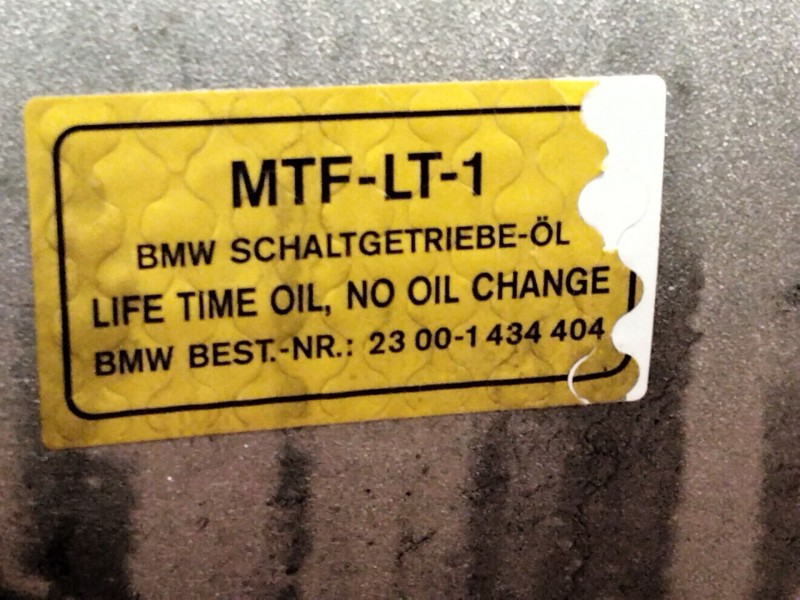 MTF-LT-1
BMW SCHALTGETRIEBE-ÖL
LIFE TIME OIL, NO OIL CHANGE
BMW BEST.-NR.: 23 00-1 434 404